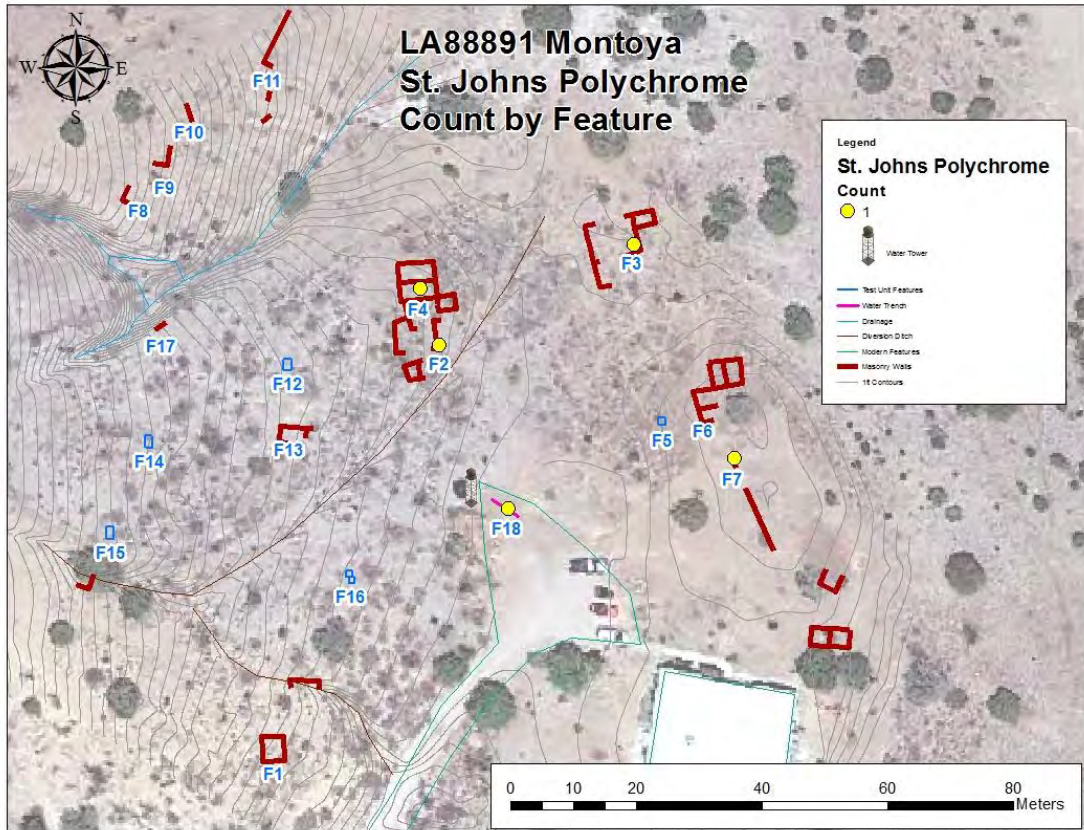 N
W E
S
LA88891 Montoya
St. Johns Polychrome
Count by Feature
Legend
St. Johns Polychrome
Count
1
Water Tower
Test Unit Features
Water Trench
Drainage
Diversion Ditch
Modern Features
Masonry Walls
1ft Contours
F11
F10
F9
F8
F3
F4
F2
F17
F12
F13
F14
F5
F6
F7
F18
F15
F16
F1
0 20 40 60 80
Meters